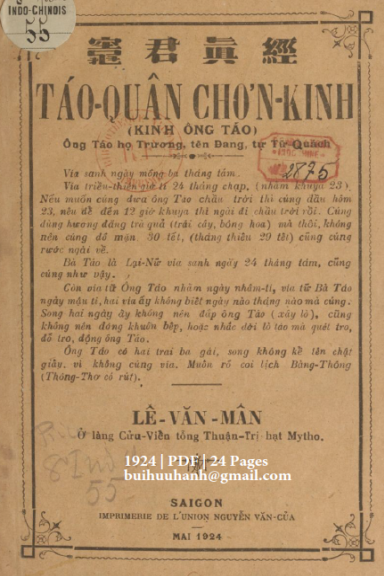 INDO-CHINOIS
55
竈君眞經
TÁO-QUÂN CHƠN-KINH
(KINH ÔNG TÁO)
Ông Táo họ Trương, tên Đang, tự Tử-Quách
2875
Vía sanh ngày mồng ba tháng tám.
Vía triều-thiên giờ tí 24 tháng chạp, (nhằm khuya 23).
Nếu muốn cúng đưa ông Táo chầu trời thì cúng đầu hôm
23, nếu để đến 12 giờ khuya thì ngài đi chầu trời rồi. Cúng
dùng hương đăng trà quả (trái cây, bông hoa) mà thôi, không
nên cúng đồ mặn. 30 tết, (tháng thiếu 29 tết) cũng cúng
rước ngài về.
Bà Táo là Lại-Nữ vía sanh ngày 24 tháng tám, cũng
cúng như vậy.
Còn vía tử Ông Táo nhằm ngày nhâm-tí, vía tử Bà Táo
ngày mậu tí, hai vía ấy không biết ngày nào tháng nào mà cúng.
Song hai ngày ấy không nên đắp ông Táo (xây lò), cũng
không nên đóng khuôn bếp, hoặc nhắc dời lò lên mà quét tro,
đổ tro, động ông Táo.
Ông Táo có hai trai ba gái, song không kể tên chật
giấy, vì không cúng vía. Muốn rõ coi lịch Bàng-Thông
(Thông-Thơ có rút).
LÊ-VĂN-MÂN
Ở làng Cửu-Viễn tổng Thuận-Trị hạt Mytho.
8° Ind
55
1924 | PDF | 24 Pages
buihuuhanh@gmail.com
SAIGON
IMPRIMERIE DE L'UNION NGUYỄN VĂN-CỦA
MAI 1924